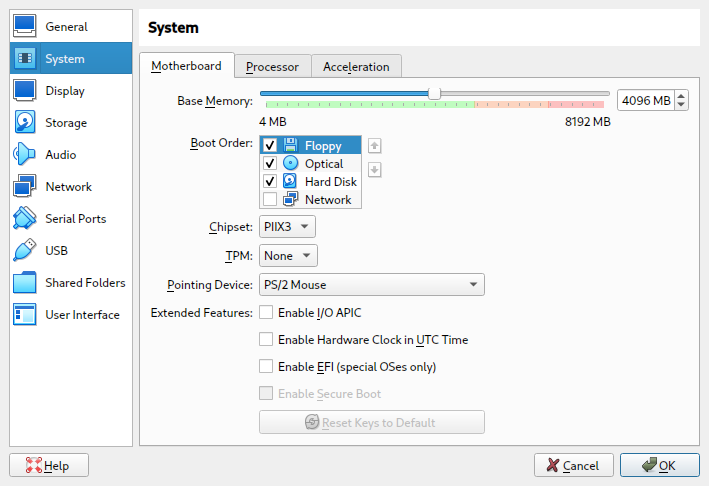 General
System
Display
Storage
Audio
Network
Serial Ports
USB
Shared Folders
User Interface
System
Motherboard
Processor
Acceleration
Base Memory:
4096 MB
4 MB
8192 MB
Boot Order:
Floppy
Optical
Hard Disk
Network
Chipset:
PIIX3
TPM:
None
Pointing Device:
PS/2 Mouse
Extended Features:
Enable I/O APIC
Enable Hardware Clock in UTC Time
Enable EFI (special OSes only)
Enable Secure Boot
Reset Keys to Default
Help
Cancel
OK